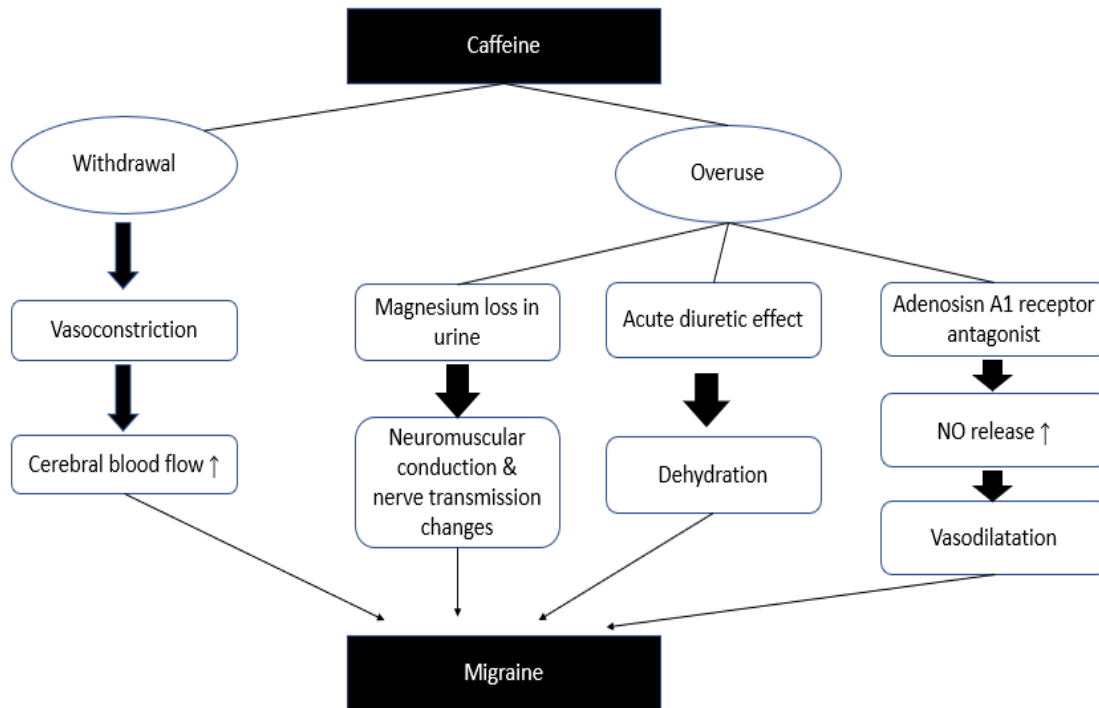 Caffeine
Withdrawal
Overuse
Vasoconstriction
Cerebral blood flow ↑
Magnesium loss in
urine
Neuromuscular
conduction &
nerve transmission
changes
Acute diuretic effect
Dehydration
Adenosisn A1 receptor
antagonist
NO release ↑
Vasodilatation
Migraine